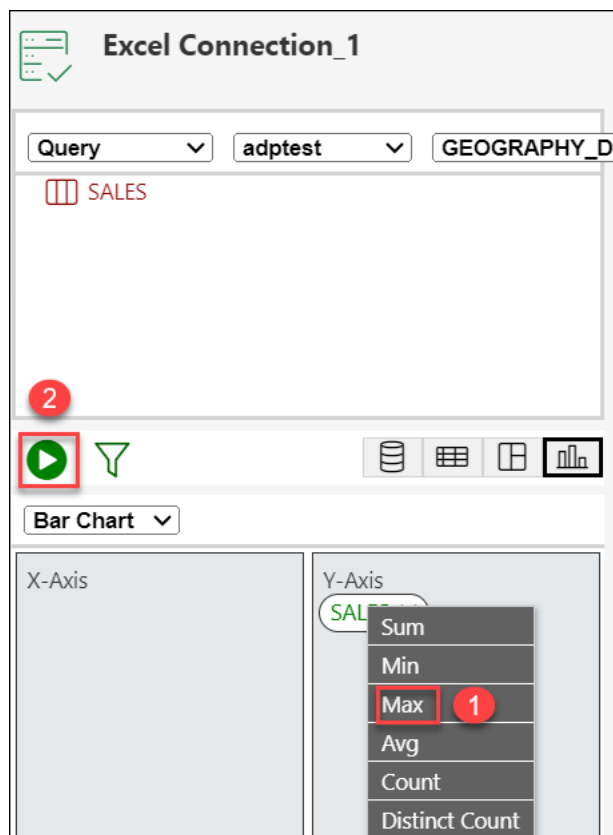 Excel Connection_1
Query adptest GEOGRAPHY_D
SALES
2
Bar Chart
X-Axis
Y-Axis
Sum
Min
Max 1
Avg
Count
Distinct Count